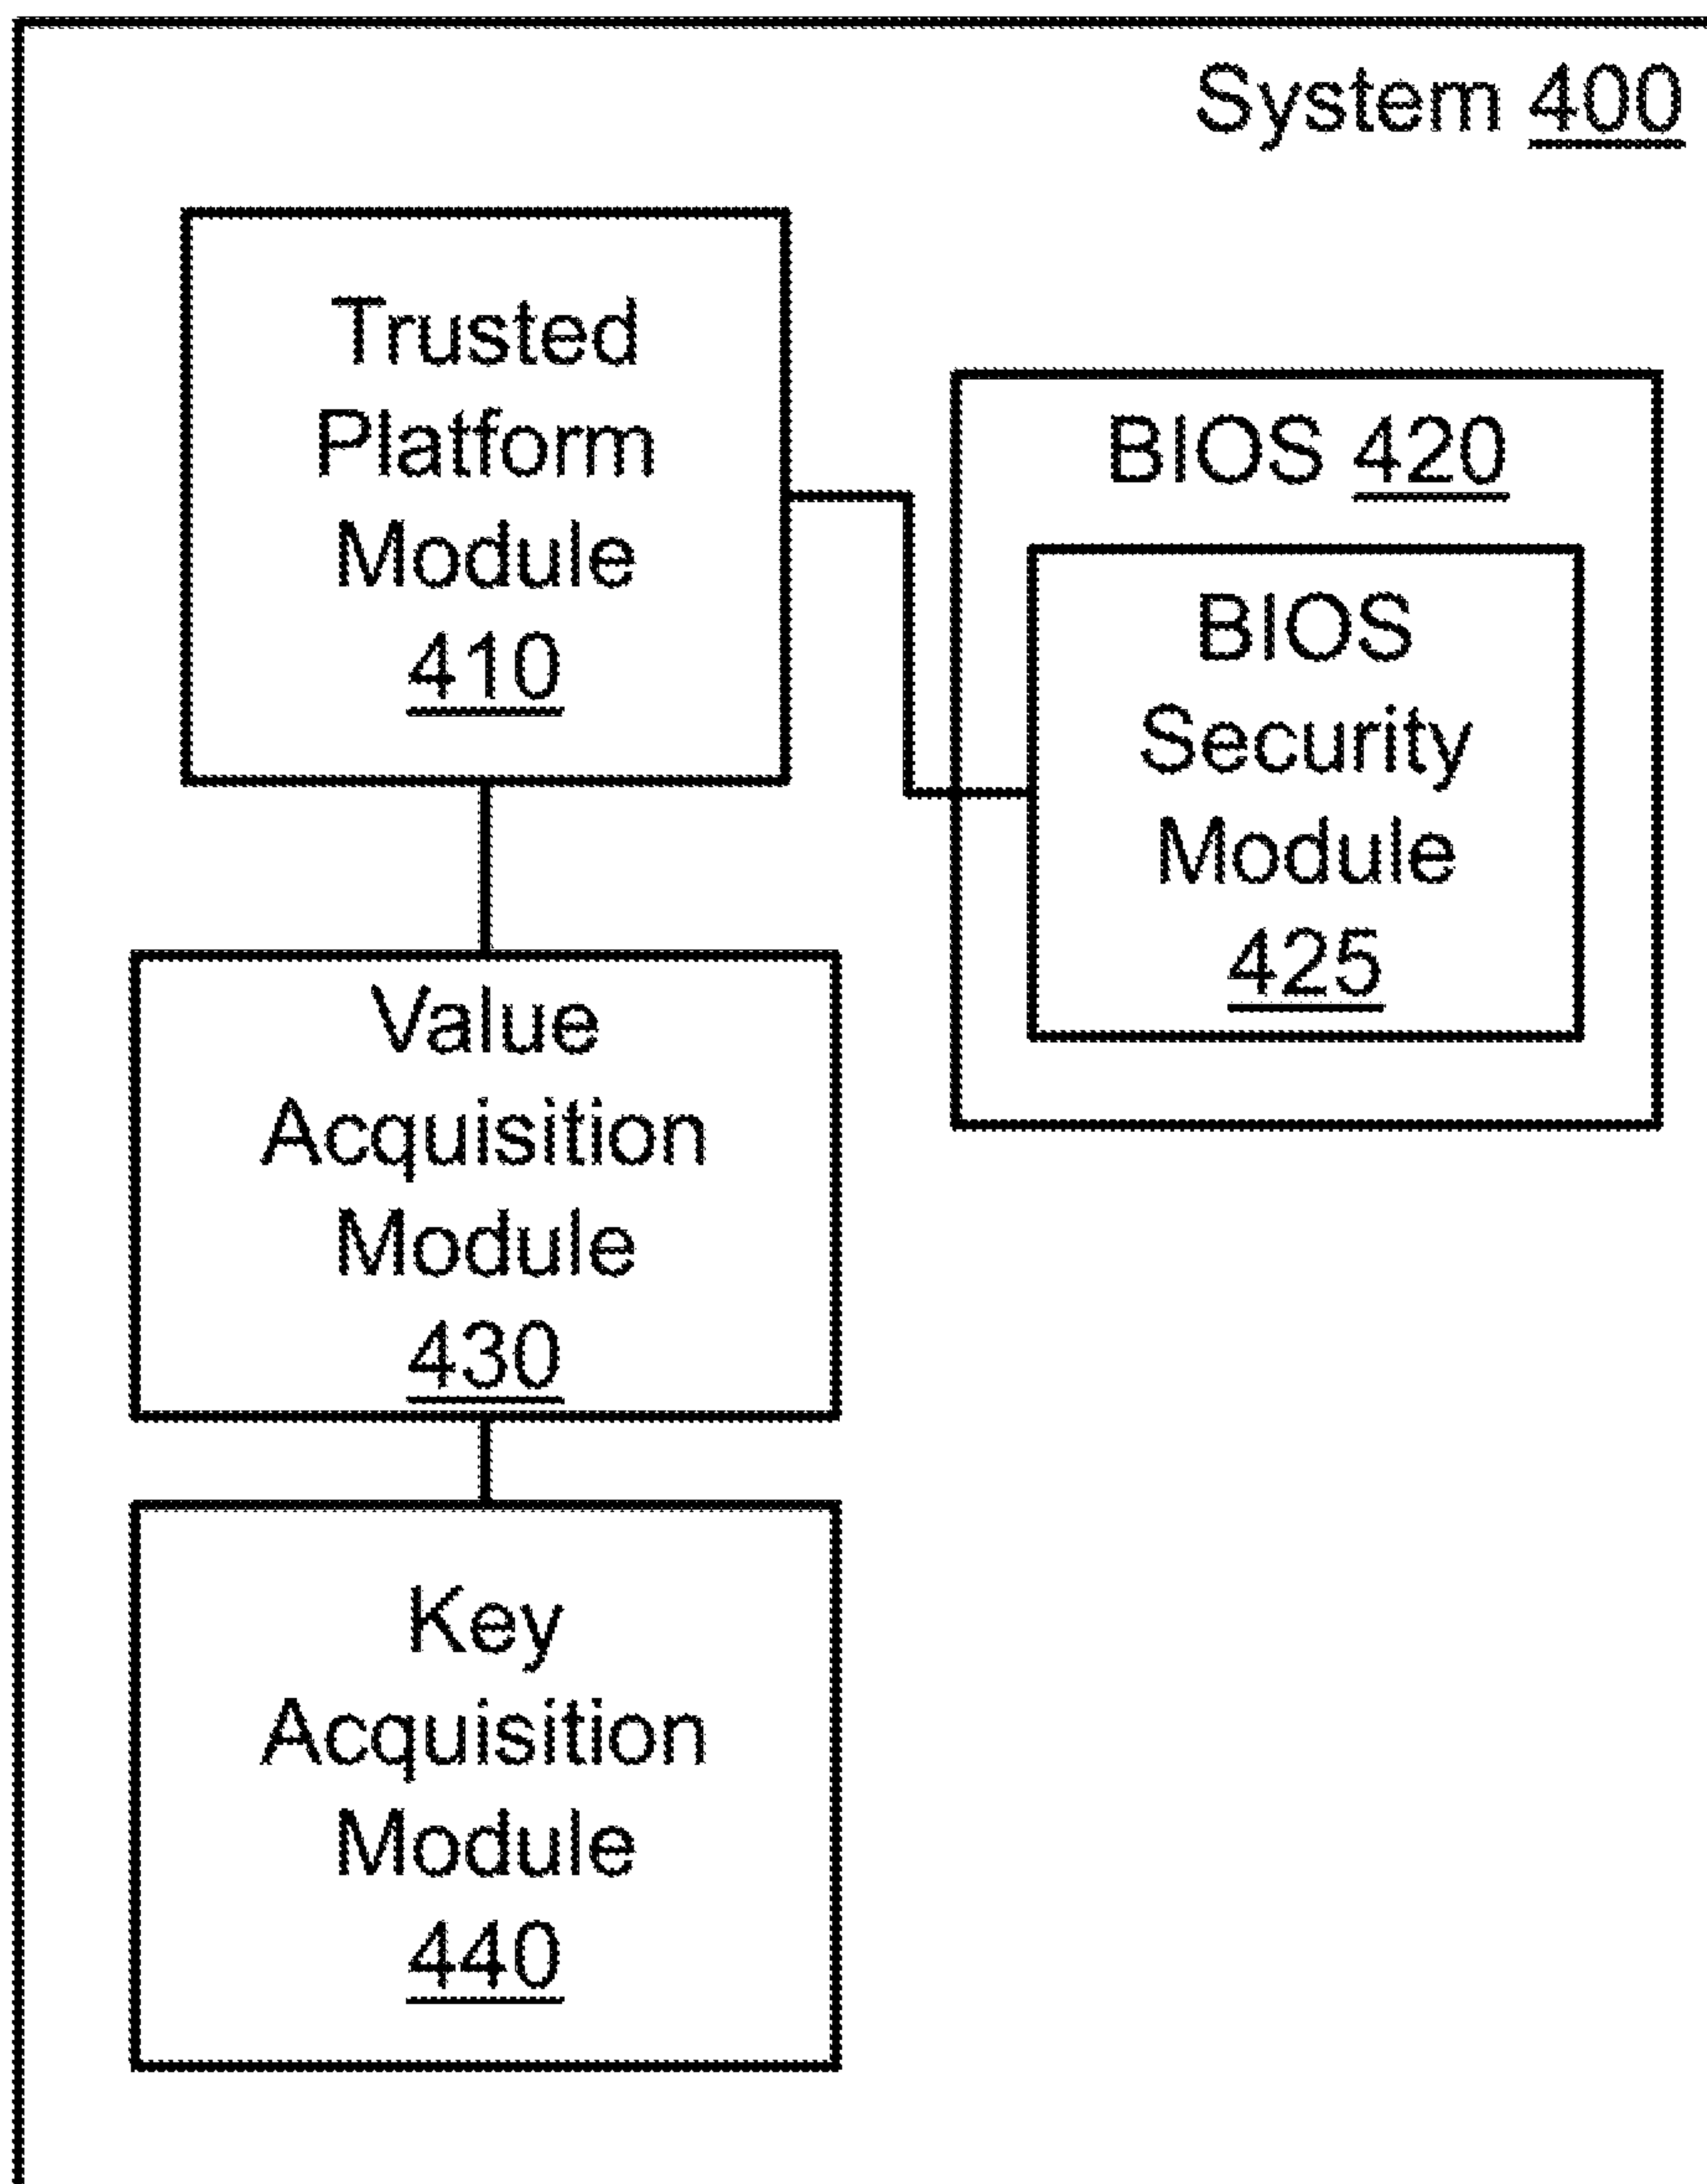 System 400
Trusted
Platform
Module
410
BIOS 420
BIOS
Security
Module
425
Value
Acquisition
Module
430
Key
Acquisition
Module
440